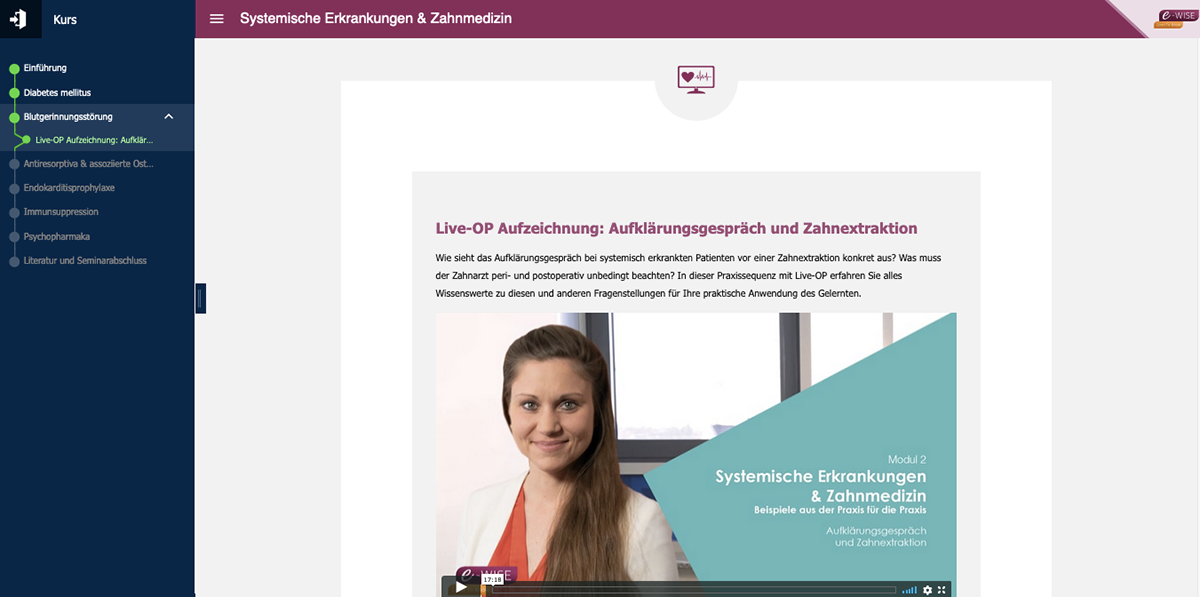 Kurs
Systemische Erkrankungen & Zahnmedizin
e-WISE
Einführung
Diabetes mellitus
Blutgerinnungsstörung
Live-OP Aufzeichnung: Aufklär...
Antiresorptiva & assoziierte Ost...
Endokarditisprophylaxe
Immunsuppression
Psychopharmaka
Literatur und Seminarabschluss
Live-OP Aufzeichnung: Aufklärungsgespräch und Zahnextraktion
Wie sieht das Aufklärungsgespräch bei systemisch erkrankten Patienten vor einer Zahnextraktion konkret aus? Was muss
der Zahnarzt peri- und postoperativ unbedingt beachten? In dieser Praxissequenz mit Live-OP erfahren Sie alles
Wissenswerte zu diesen und anderen Fragenstellungen für Ihre praktische Anwendung des Gelernten.
Modul 2
Systemische Erkrankungen
& Zahnmedizin
Beispiele aus der Praxis für die Praxis
Aufklärungsgespräch
und Zahnextraktion
e-WISE
17:18